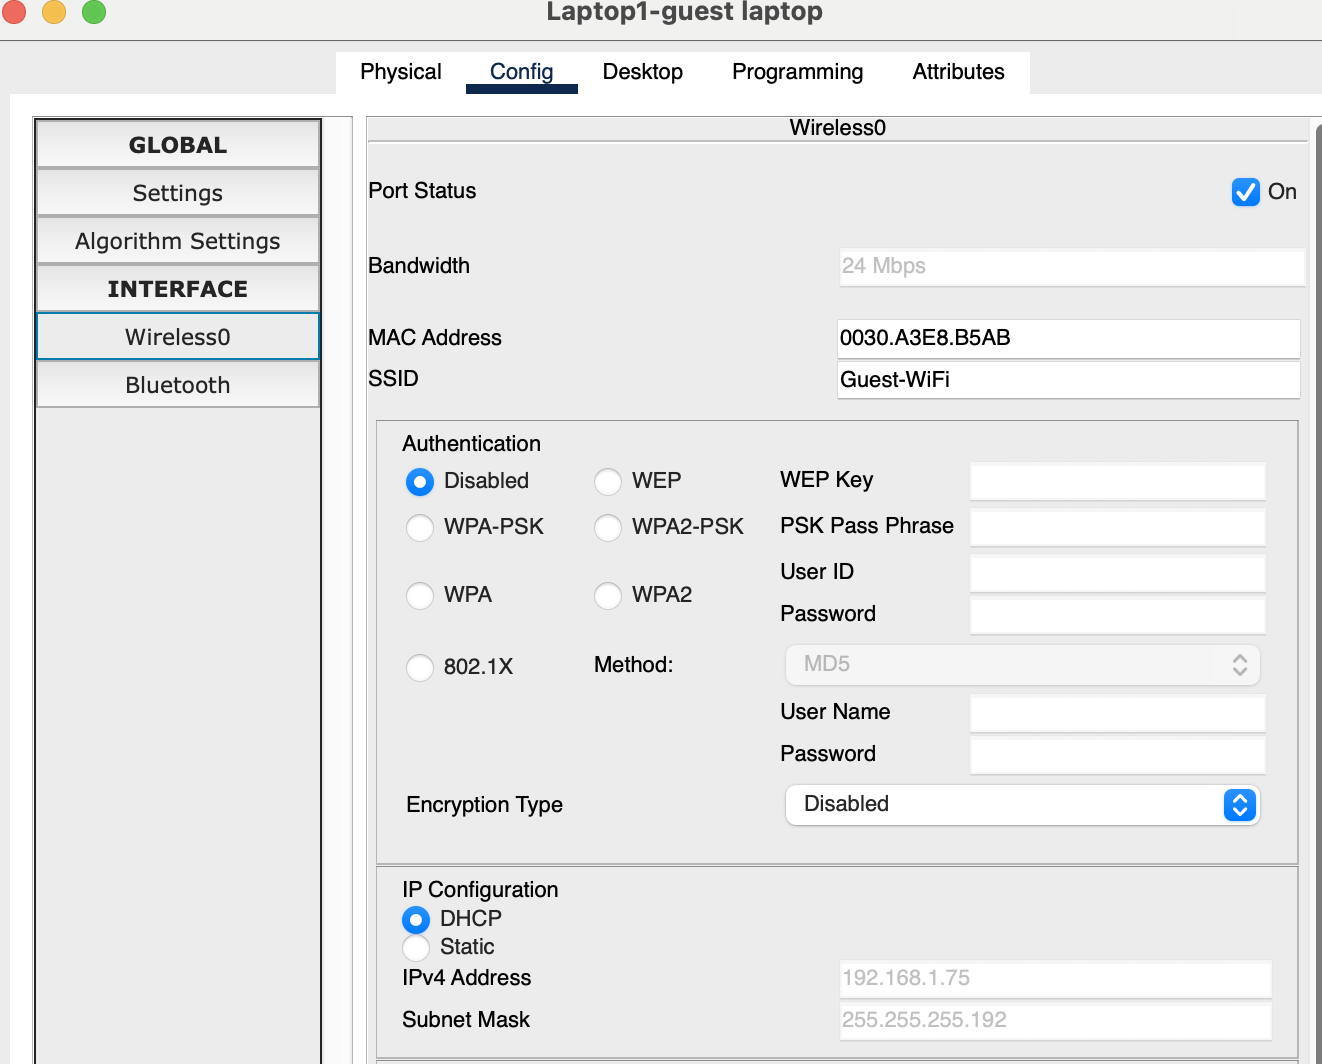 Laptop1-guest laptop
Physical Config Desktop Programming Attributes
GLOBAL
Settings
Algorithm Settings
INTERFACE
Wireless0
Bluetooth
Wireless0
Port Status On
Bandwidth 24 Mbps
MAC Address 0030.A3E8.B5AB
SSID Guest-WiFi
Authentication
Disabled WEP WEP Key
WPA-PSK WPA2-PSK PSK Pass Phrase
User ID
WPA WPA2
Password
802.1X Method: MD5
User Name
Password
Encryption Type Disabled
IP Configuration
DHCP
Static
IPv4 Address 192.168.1.75
Subnet Mask 255.255.255.192